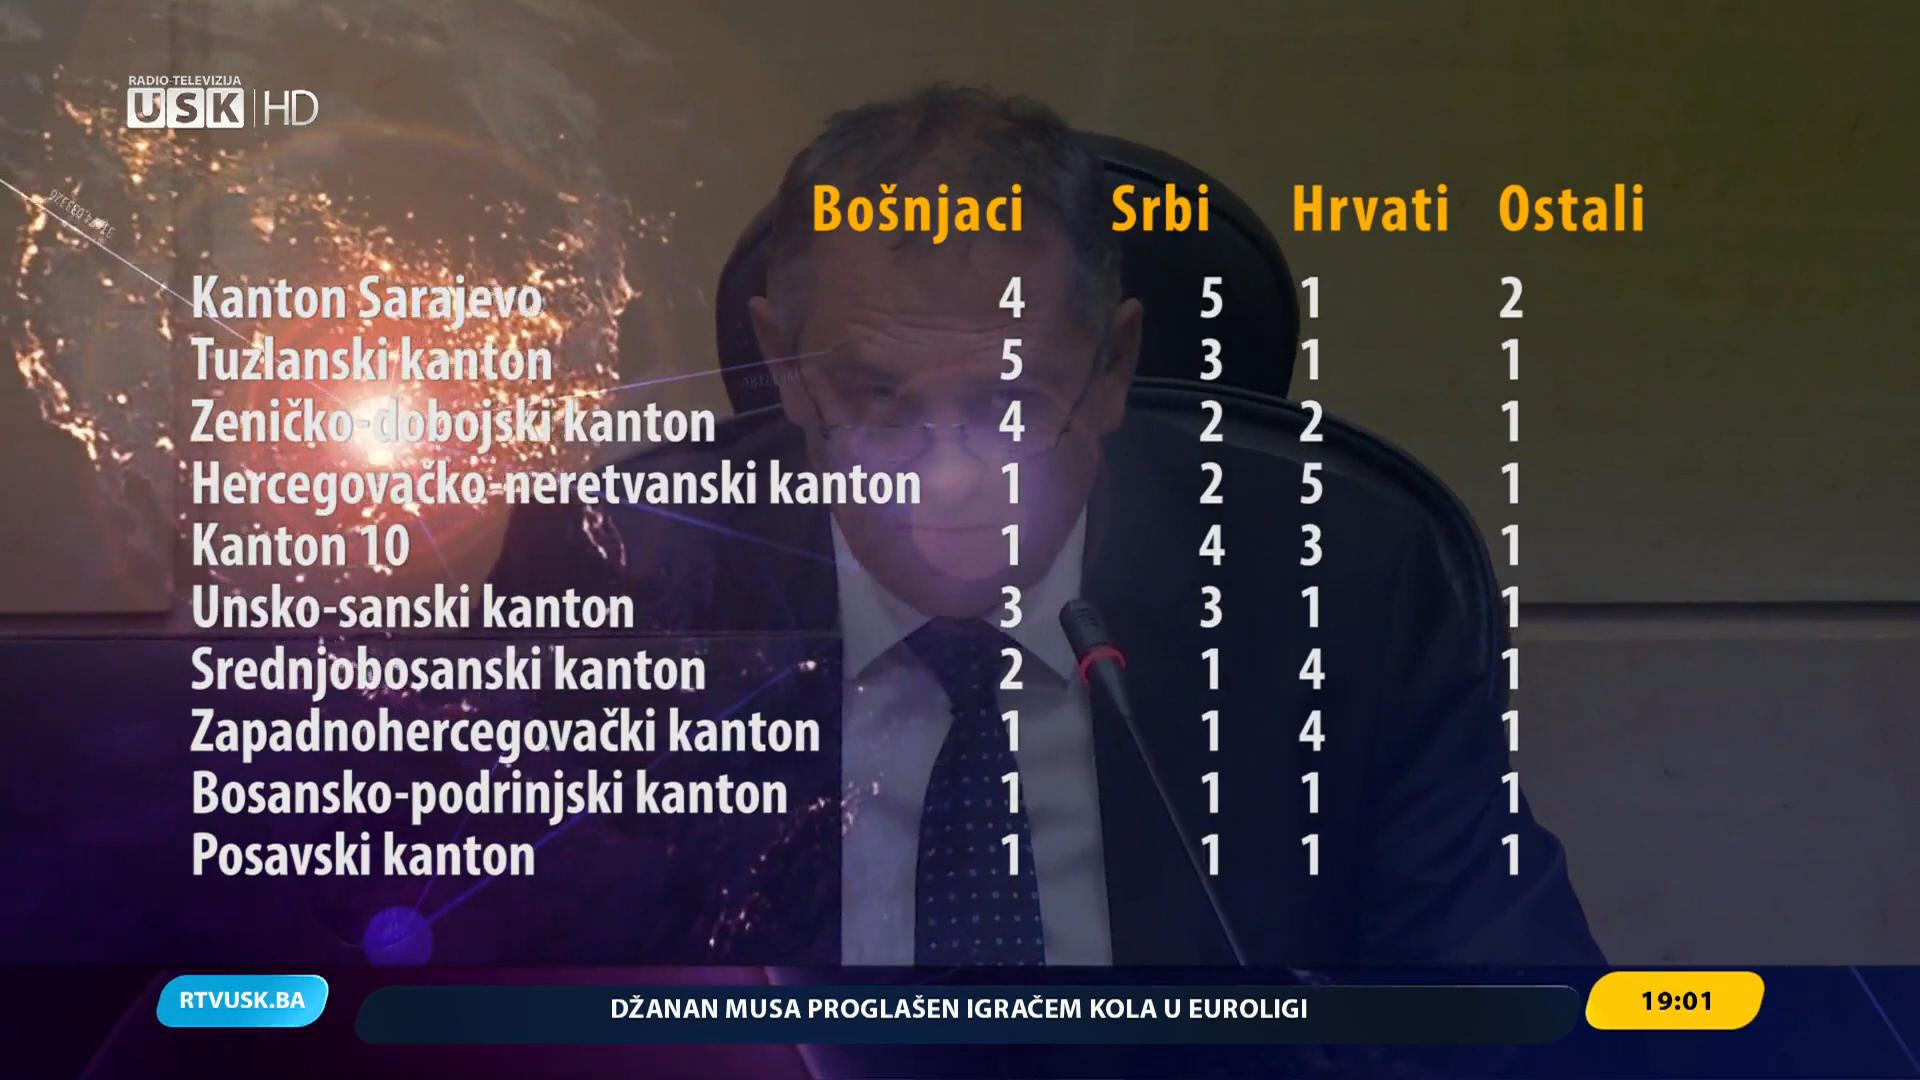 RADIO-TELEVIZIJA
USK HD
Bošnjaci Srbi Hrvati Ostali
Kanton Sarajevo 4 5 1 2
Tuzlanski kanton 5 3 1 1
Zeničko-dobojski kanton 4 2 2 1
Hercegovačko-neretvanski kanton 1 2 5 1
Kanton 10 1 4 3 1
Unsko-sanski kanton 3 3 1 1
Srednjobosanski kanton 2 1 4 1
Zapadnohercegovački kanton 1 1 4 1
Bosansko-podrinjski kanton 1 1 1 1
Posavski kanton 1 1 1 1
RTVUSK.BA DŽANAN MUSA PROGLAŠEN IGRAČEM KOLA U EUROLIGI 19:01